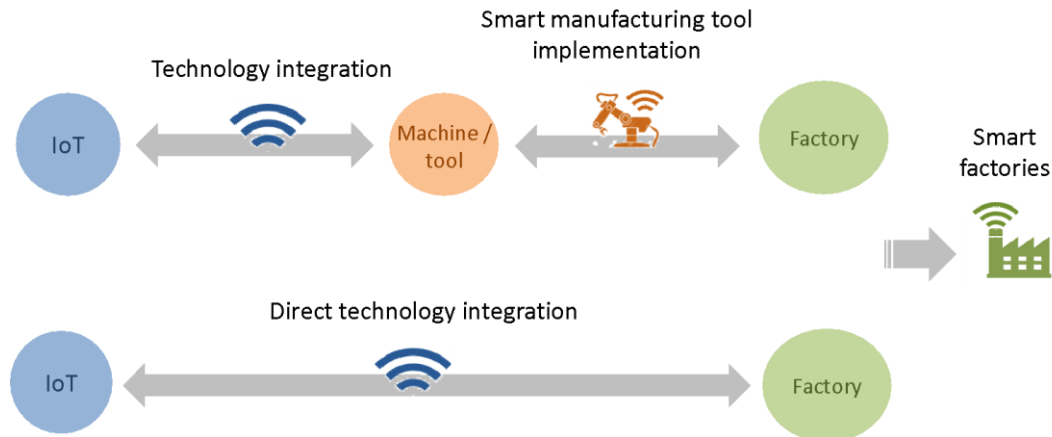 Smart manufacturing tool
implementation
Technology integration
IoT
Machine /
tool
Factory
Smart
factories
Direct technology integration
IoT
Factory